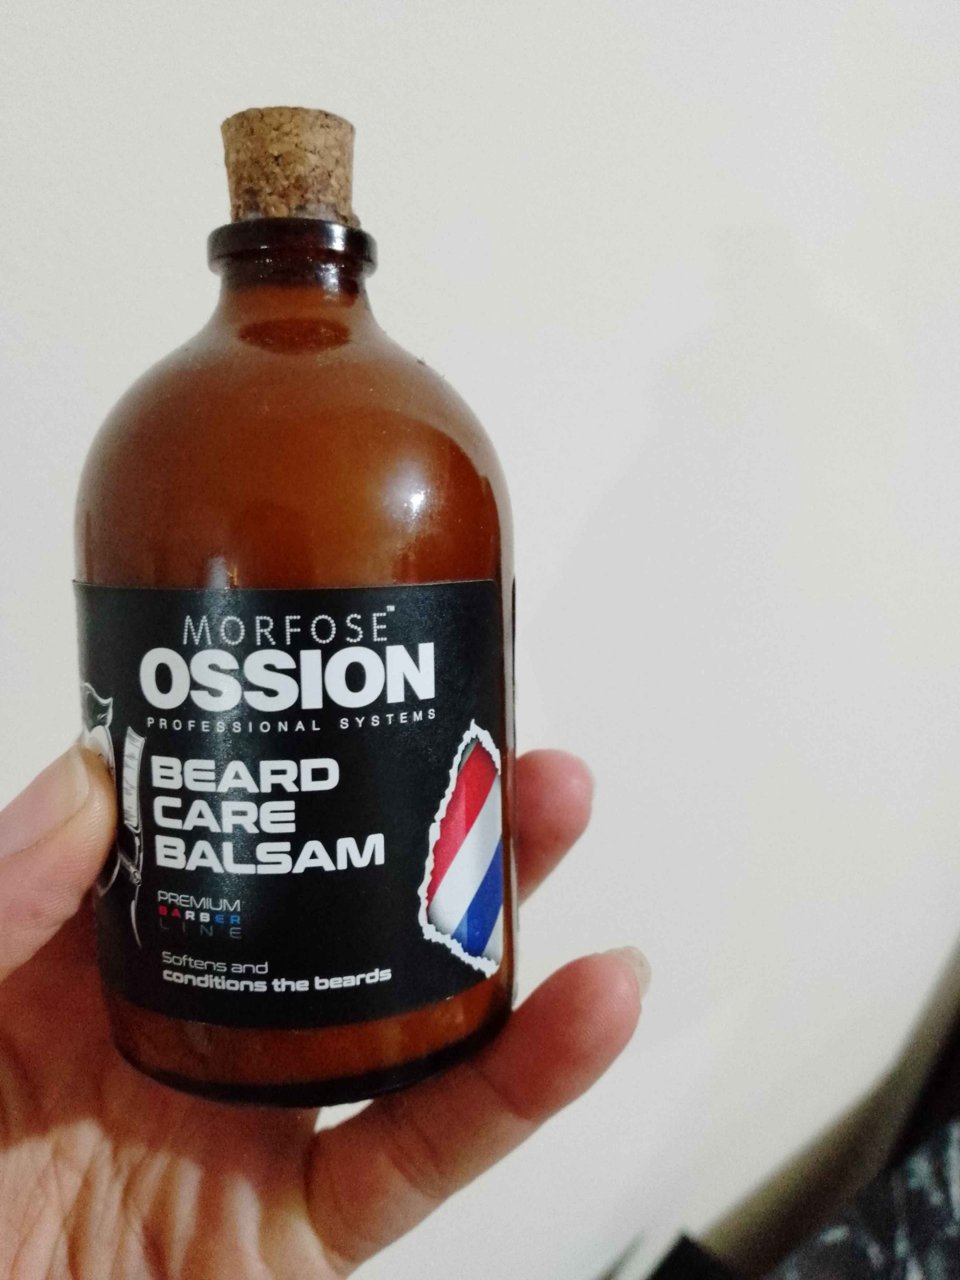 MORFOSE™
OSSION
PROFESSIONAL SYSTEMS
BEARD
CARE
BALSAM
PREMIUM
BARBER
LINE
Softens and
conditions the beards